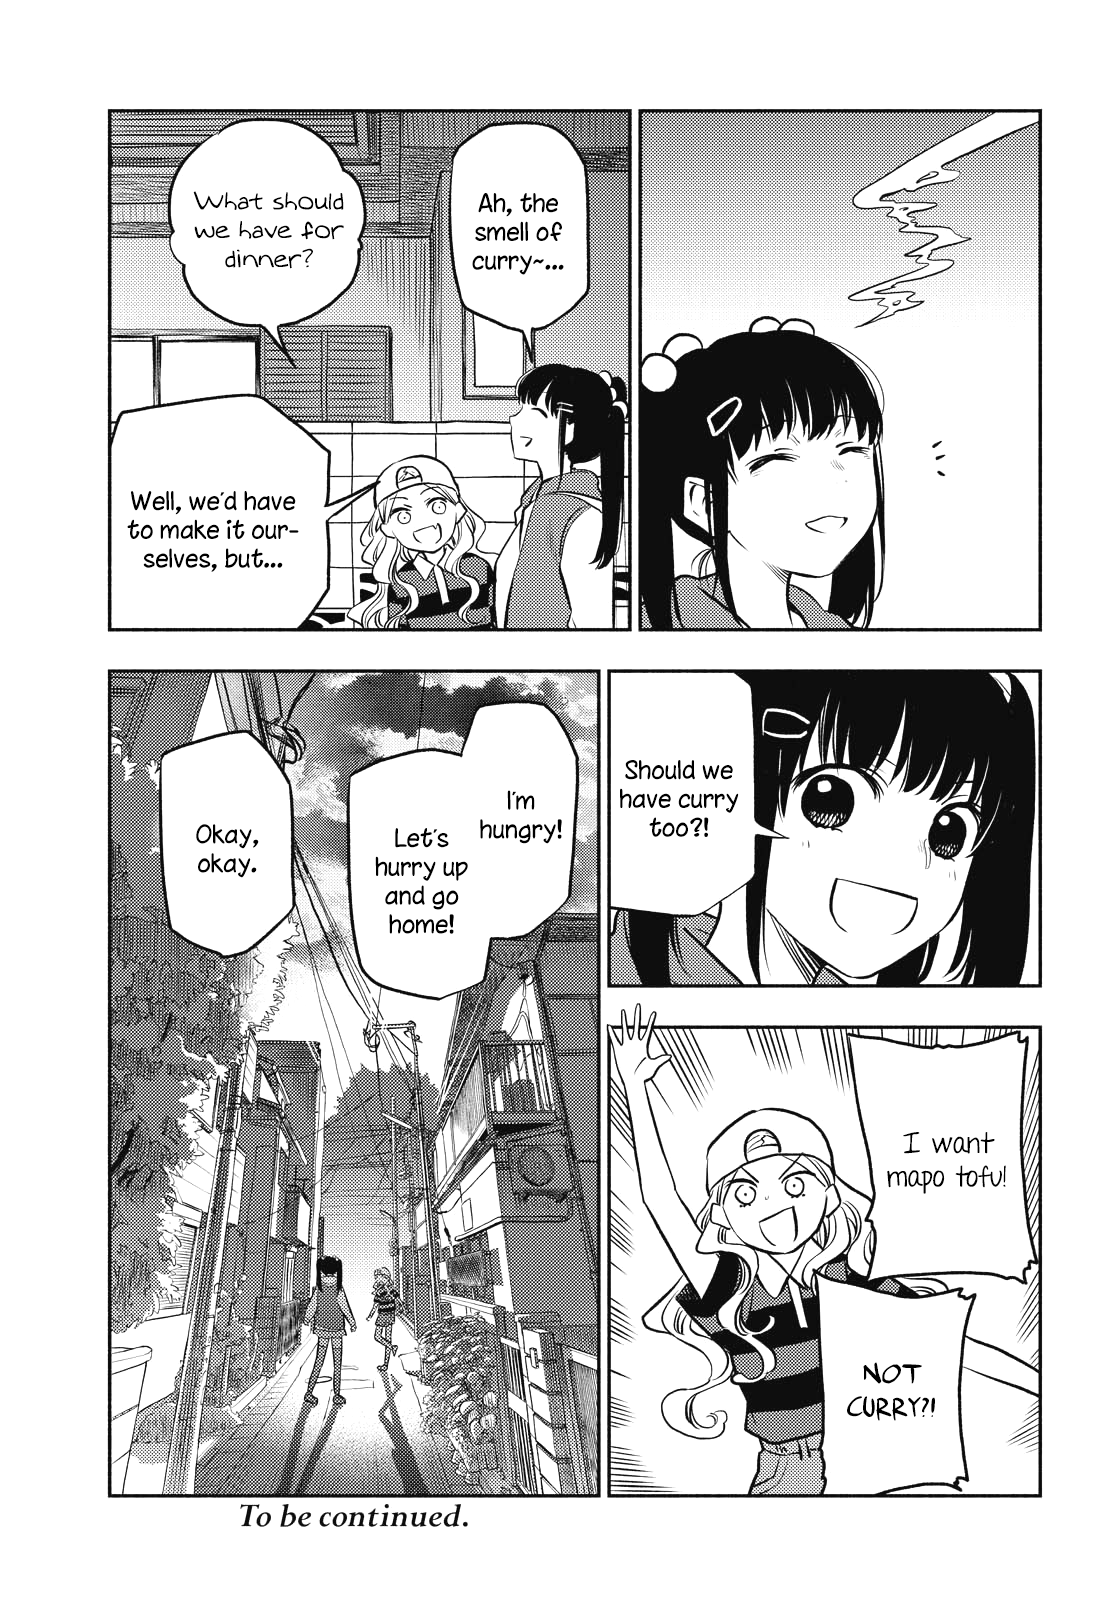 Ah, the
smell of
curry~...
What should
we have for
dinner?
Well, we'd have
to make it our-
selves, but...
Should we
have curry
too?!
I want
mapo tofu!
NOT
CURRY?!
I'm
hungry!
Let's
hurry up
and go
home!
Okay,
okay.
To be continued.